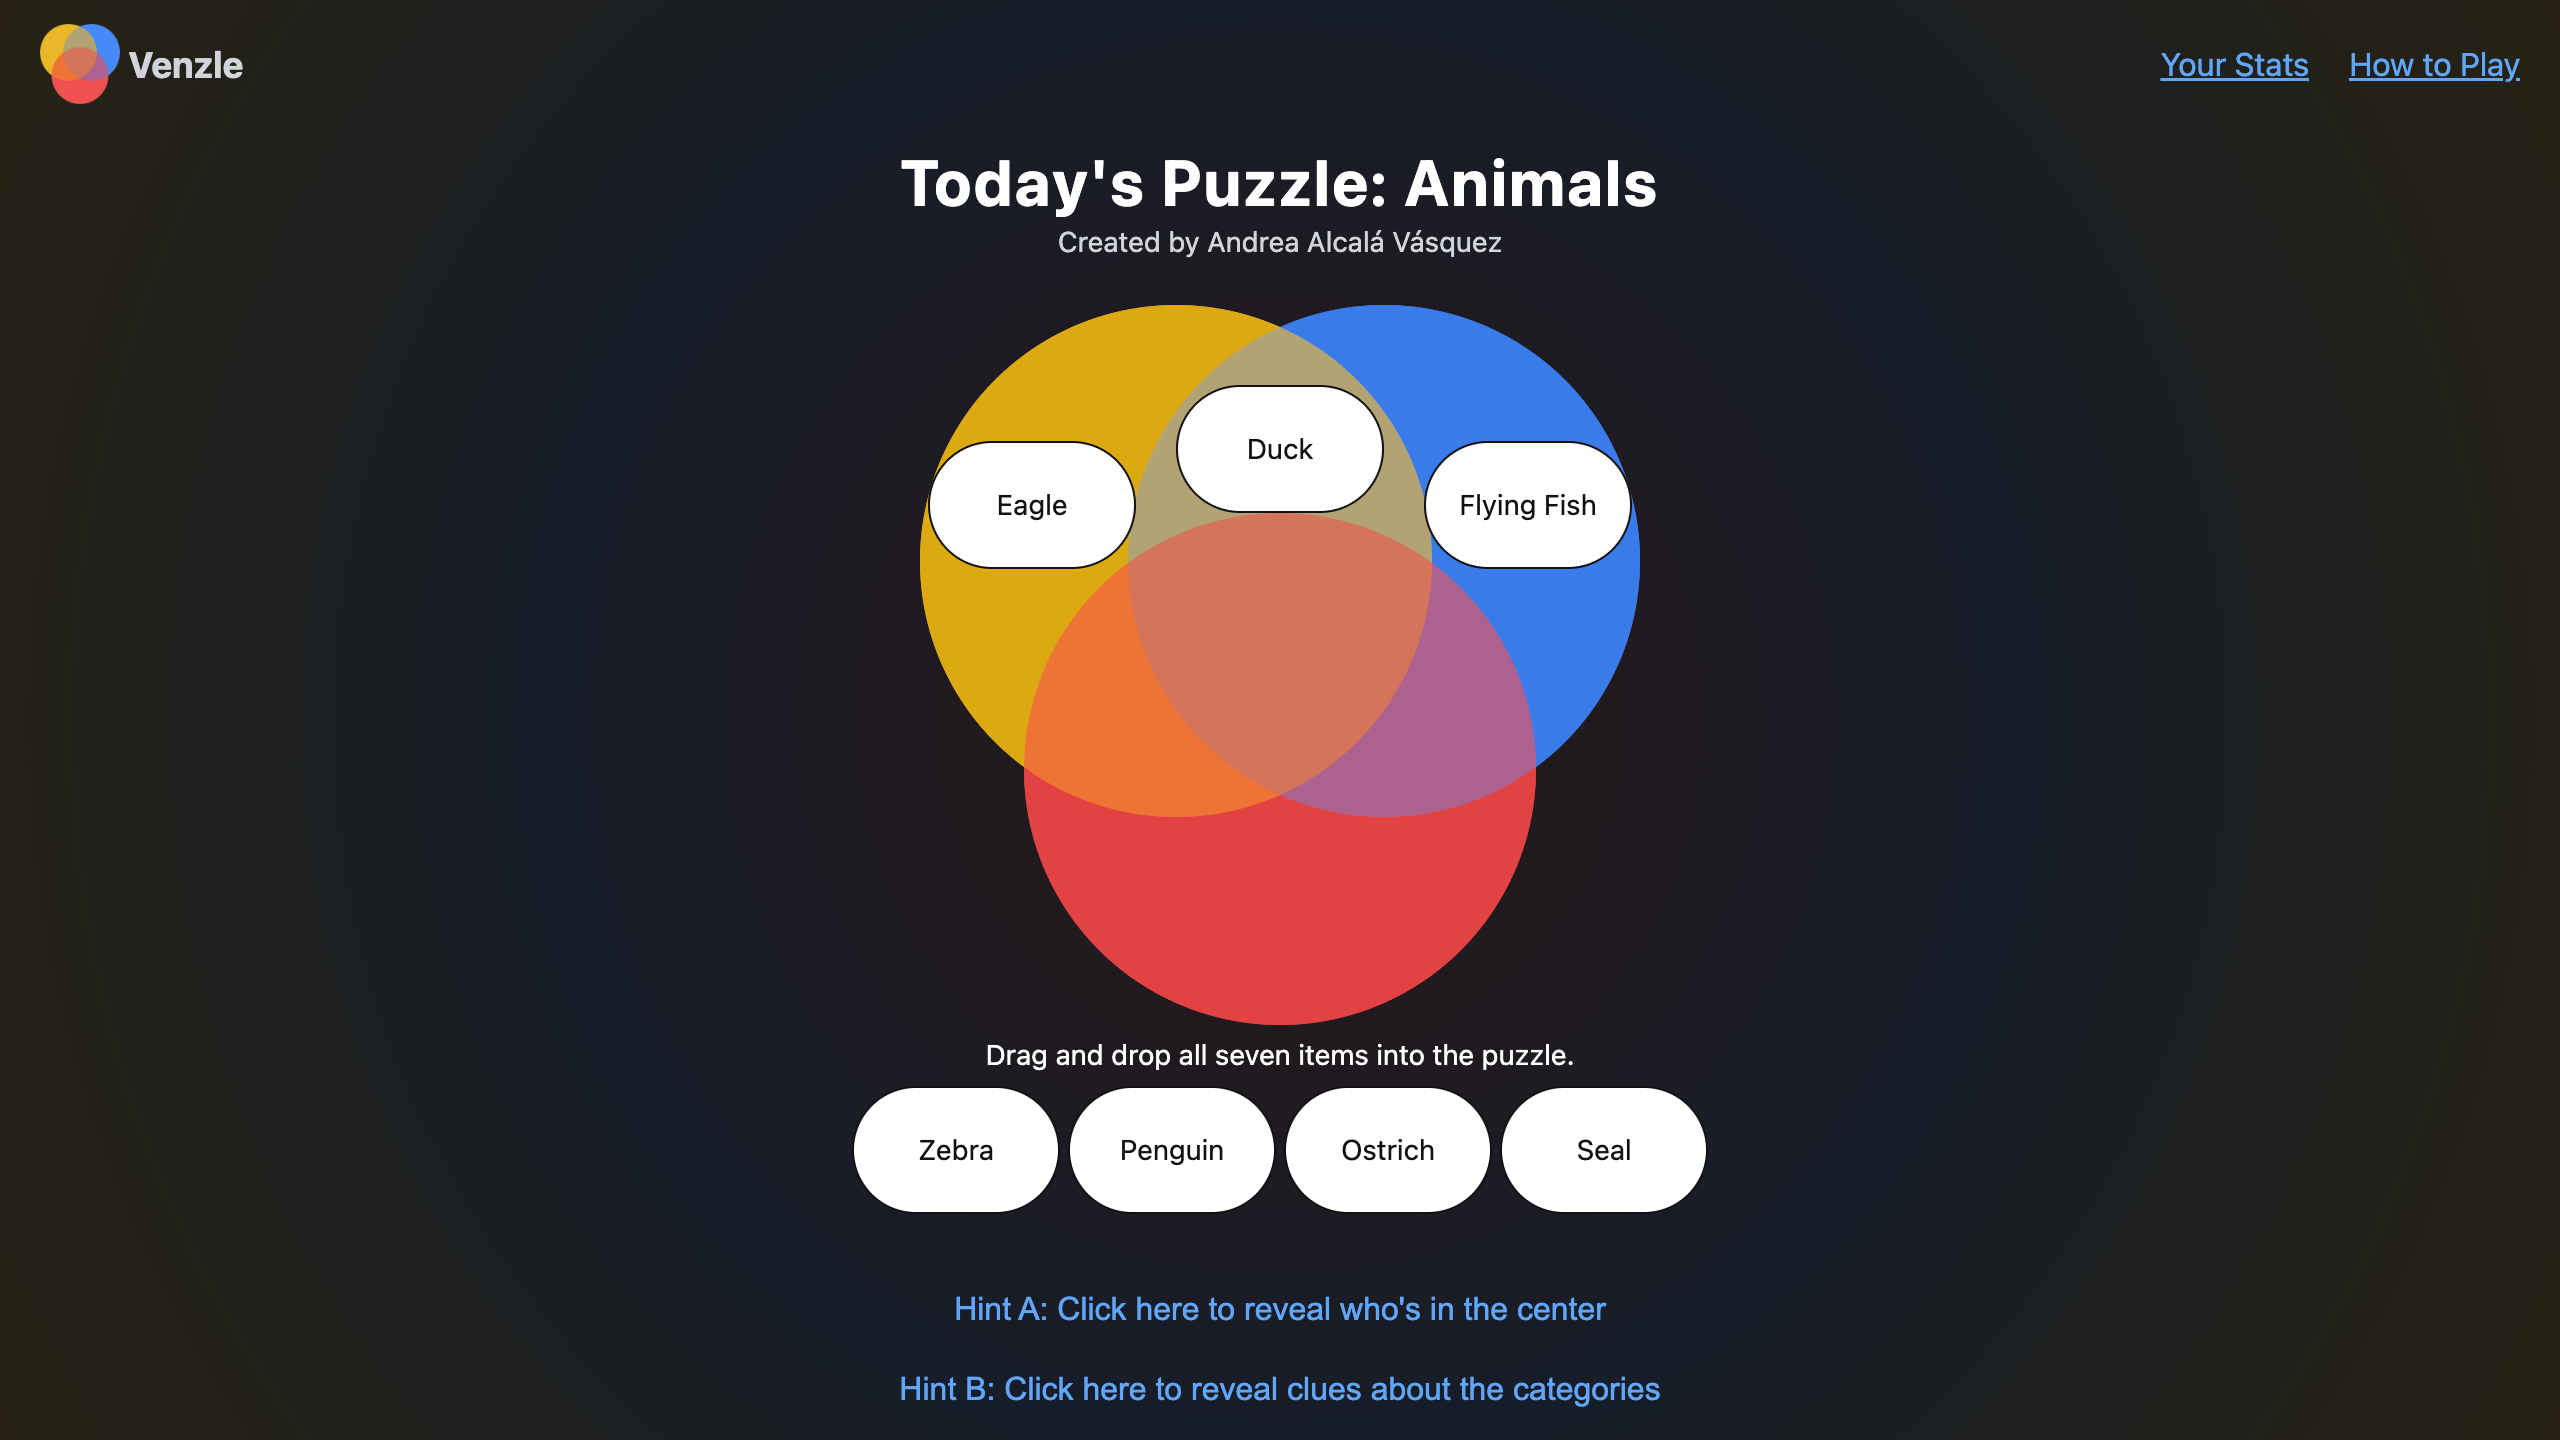 Venzle
Your Stats
How to Play
Today's Puzzle: Animals
Created by Andrea Alcalá Vásquez
Duck
Eagle
Flying Fish
Drag and drop all seven items into the puzzle.
Zebra
Penguin
Ostrich
Seal
Hint A: Click here to reveal who's in the center
Hint B: Click here to reveal clues about the categories